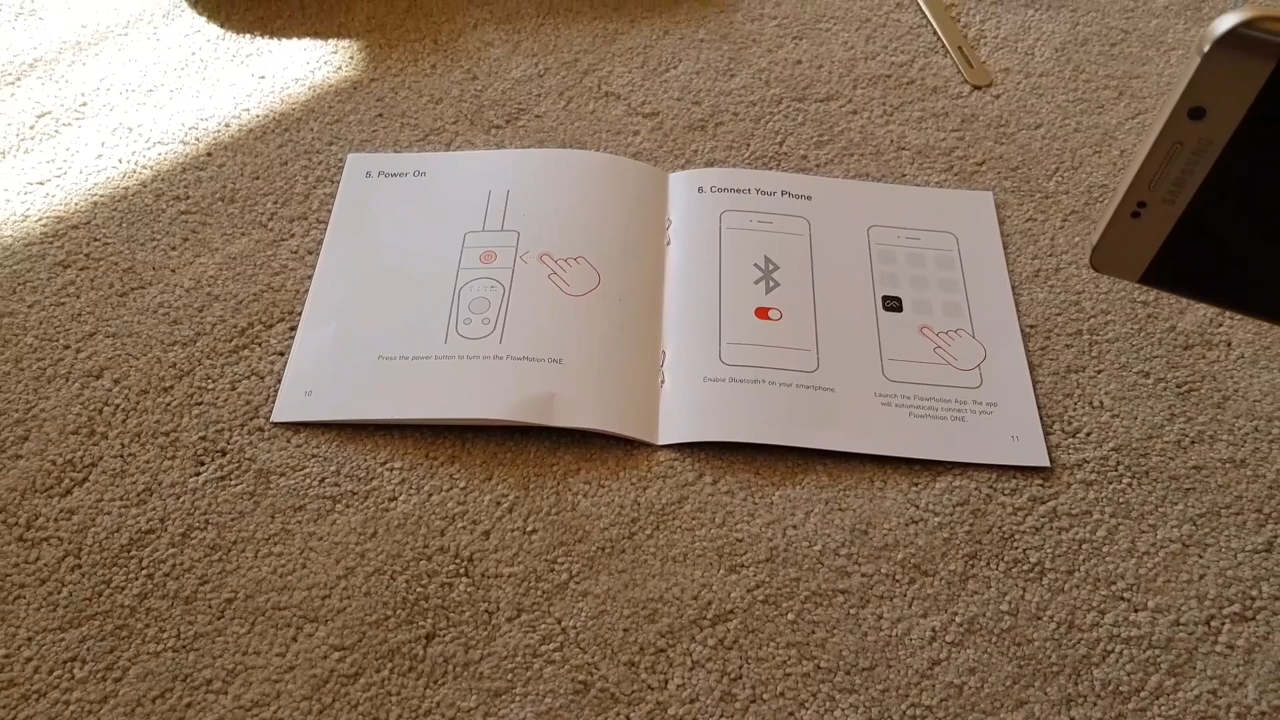 5. Power On
Press the power button to turn on the FlowMotion ONE
10
6. Connect Your Phone
Enable Bluetooth® on your smartphone.
Launch the FlowMotion App. The app
will automatically connect to your
FlowMotion ONE.
11
SAMSUNG